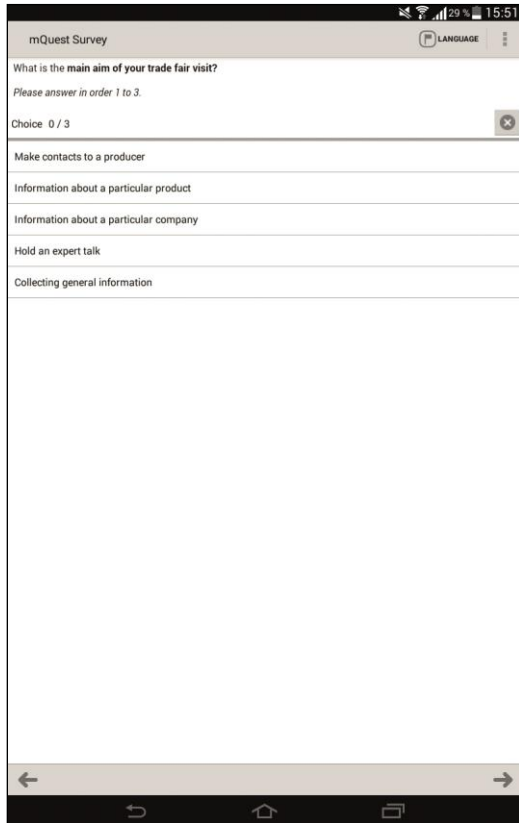 29 % 15:51
mQuest Survey LANGUAGE
What is the main aim of your trade fair visit?
Please answer in order 1 to 3.
Choice 0 / 3
Make contacts to a producer
Information about a particular product
Information about a particular company
Hold an expert talk
Collecting general information